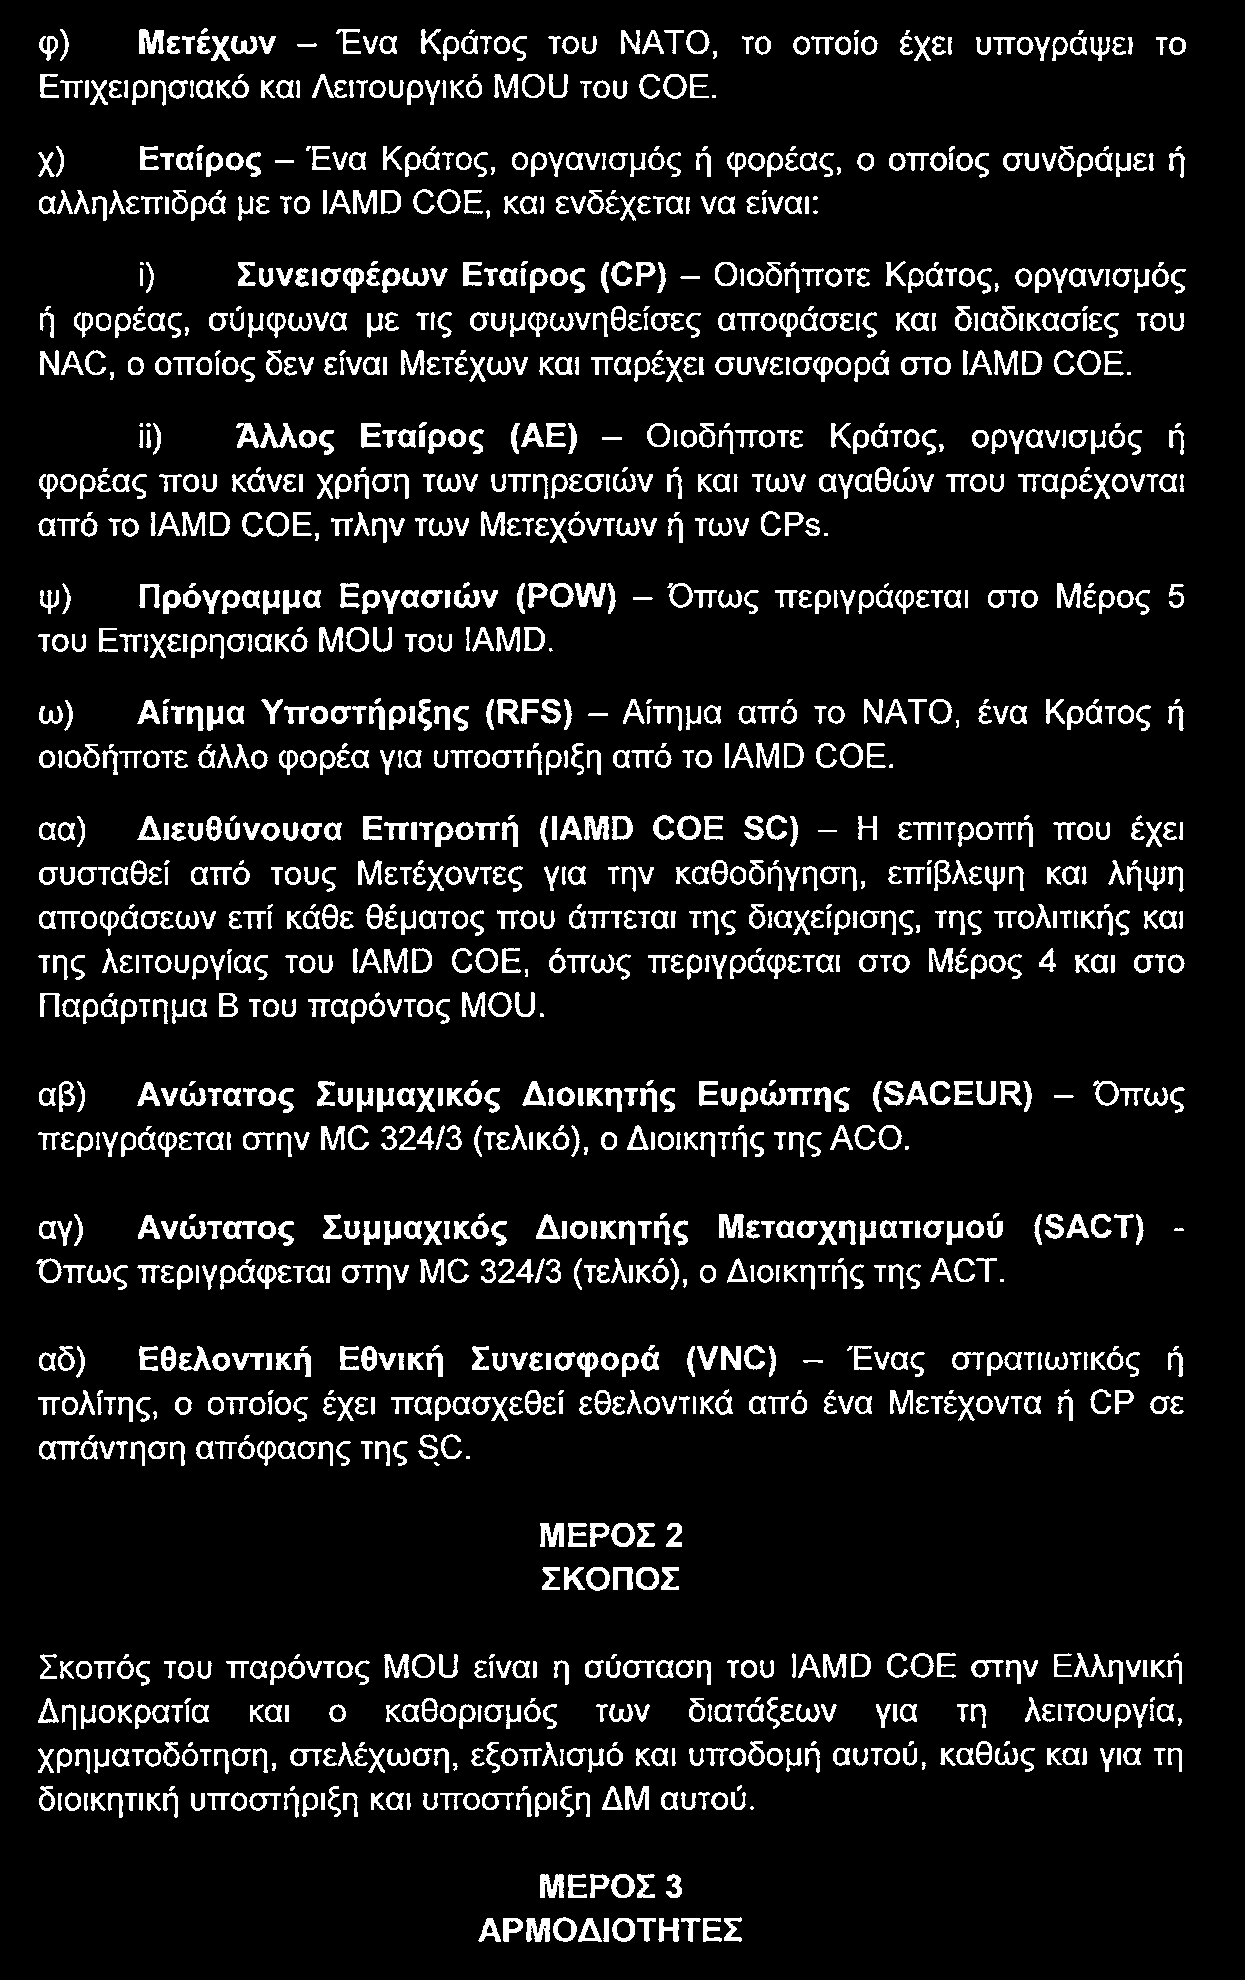 φ) Μετέχων – Ένα Κράτος του ΝΑΤΟ, το οποίο έχει υπογράψει το
Επιχειρησιακό και Λειτουργικό MOU του COE.
χ) Εταίρος – Ένα Κράτος, οργανισμός ή φορέας, ο οποίος συνδράμει ή
αλληλεπιδρά με το IAMD COE, και ενδέχεται να είναι:
i) Συνεισφέρων Εταίρος (CP) – Οιοδήποτε Κράτος, οργανισμός
ή φορέας, σύμφωνα με τις συμφωνηθείσες αποφάσεις και διαδικασίες του
NAC, ο οποίος δεν είναι Μετέχων και παρέχει συνεισφορά στο IAMD COE.
ii) Άλλος Εταίρος (ΑΕ) – Οιοδήποτε Κράτος, οργανισμός ή
φορέας που κάνει χρήση των υπηρεσιών ή και των αγαθών που παρέχονται
από το IAMD COE, πλην των Μετεχόντων ή των CPs.
ψ) Πρόγραμμα Εργασιών (POW) – Όπως περιγράφεται στο Μέρος 5
του Επιχειρησιακό MOU του IAMD.
ω) Αίτημα Υποστήριξης (RFS) – Αίτημα από το ΝΑΤΟ, ένα Κράτος ή
οιοδήποτε άλλο φορέα για υποστήριξη από το IAMD COE.
αα) Διευθύνουσα Επιτροπή (IAMD COE SC) – Η επιτροπή που έχει
συσταθεί από τους Μετέχοντες για την καθοδήγηση, επίβλεψη και λήψη
αποφάσεων επί κάθε θέματος που άπτεται της διαχείρισης, της πολιτικής και
της λειτουργίας του IAMD COE, όπως περιγράφεται στο Μέρος 4 και στο
Παράρτημα Β του παρόντος MOU.
αβ) Ανώτατος Συμμαχικός Διοικητής Ευρώπης (SACEUR) – Όπως
περιγράφεται στην MC 324/3 (τελικό), ο Διοικητής της ACO.
αγ) Ανώτατος Συμμαχικός Διοικητής Μετασχηματισμού (SACT) -
Όπως περιγράφεται στην MC 324/3 (τελικό), ο Διοικητής της ACT.
αδ) Εθελοντική Εθνική Συνεισφορά (VNC) – Ένας στρατιωτικός ή
πολίτης, ο οποίος έχει παρασχεθεί εθελοντικά από ένα Μετέχοντα ή CP σε
απάντηση απόφασης της SC.
ΜΕΡΟΣ 2
ΣΚΟΠΟΣ
Σκοπός του παρόντος MOU είναι η σύσταση του IAMD COE στην Ελληνική
Δημοκρατία και ο καθορισμός των διατάξεων για τη λειτουργία,
χρηματοδότηση, στελέχωση, εξοπλισμό και υποδομή αυτού, καθώς και για τη
διοικητική υποστήριξη και υποστήριξη ΔΜ αυτού.
ΜΕΡΟΣ 3
ΑΡΜΟΔΙΟΤΗΤΕΣ